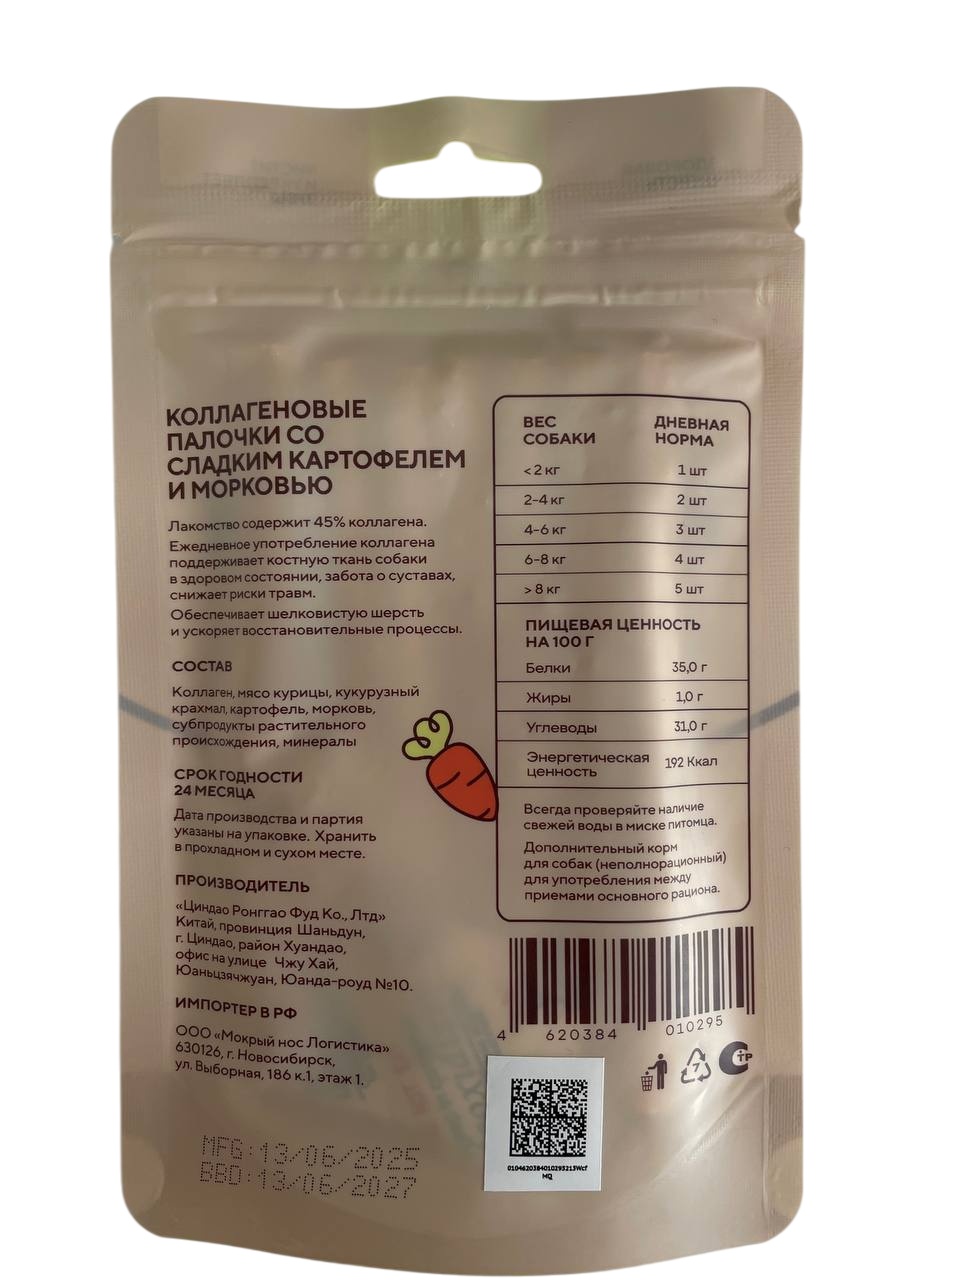 КОЛЛАГЕНОВЫЕ
ПАЛОЧКИ СО
СЛАДКИМ КАРТОФЕЛЕМ
И МОРКОВЬЮ
Лакомство содержит 45% коллагена.
Ежедневное употребление коллагена
поддерживает костную ткань собаки
в здоровом состоянии, забота о суставах,
снижает риски травм.
Обеспечивает шелковистую шерсть
и ускоряет восстановительные процессы.
СОСТАВ
Коллаген, мясо курицы, кукурузный
крахмал, картофель, морковь,
субпродукты растительного
происхождения, минералы
СРОК ГОДНОСТИ
24 МЕСЯЦА
Дата производства и партия
указаны на упаковке. Хранить
в прохладном и сухом месте.
ПРОИЗВОДИТЕЛЬ
«Циндао Ронггао Фуд Ко., Лтд»
Китай, провинция Шаньдун,
г. Циндао, район Хуандао,
офис на улице Чжу Хай,
Юаньцзячжуан, Юанда-роуд №10.
ИМПОРТЕР В РФ
ООО «Мокрый нос Логистика»
630126, г. Новосибирск,
ул. Выборная, 186 к.1, этаж 1.
MFG:13/06/2025
BBD:13/06/2027
ВЕС СОБАКИ ДНЕВНАЯ НОРМА
< 2 кг 1 шт
2-4 кг 2 шт
4-6 кг 3 шт
6-8 кг 4 шт
> 8 кг 5 шт
ПИЩЕВАЯ ЦЕННОСТЬ
НА 100 Г
Белки 35,0 г
Жиры 1,0 г
Углеводы 31,0 г
Энергетическая ценность 192 Ккал
Всегда проверяйте наличие
свежей воды в миске питомца.
Дополнительный корм
для собак (неполнорационный)
для употребления между
приемами основного рациона.
4 620384 010295
7
СТР
0104620384010295215Wcf
MQ